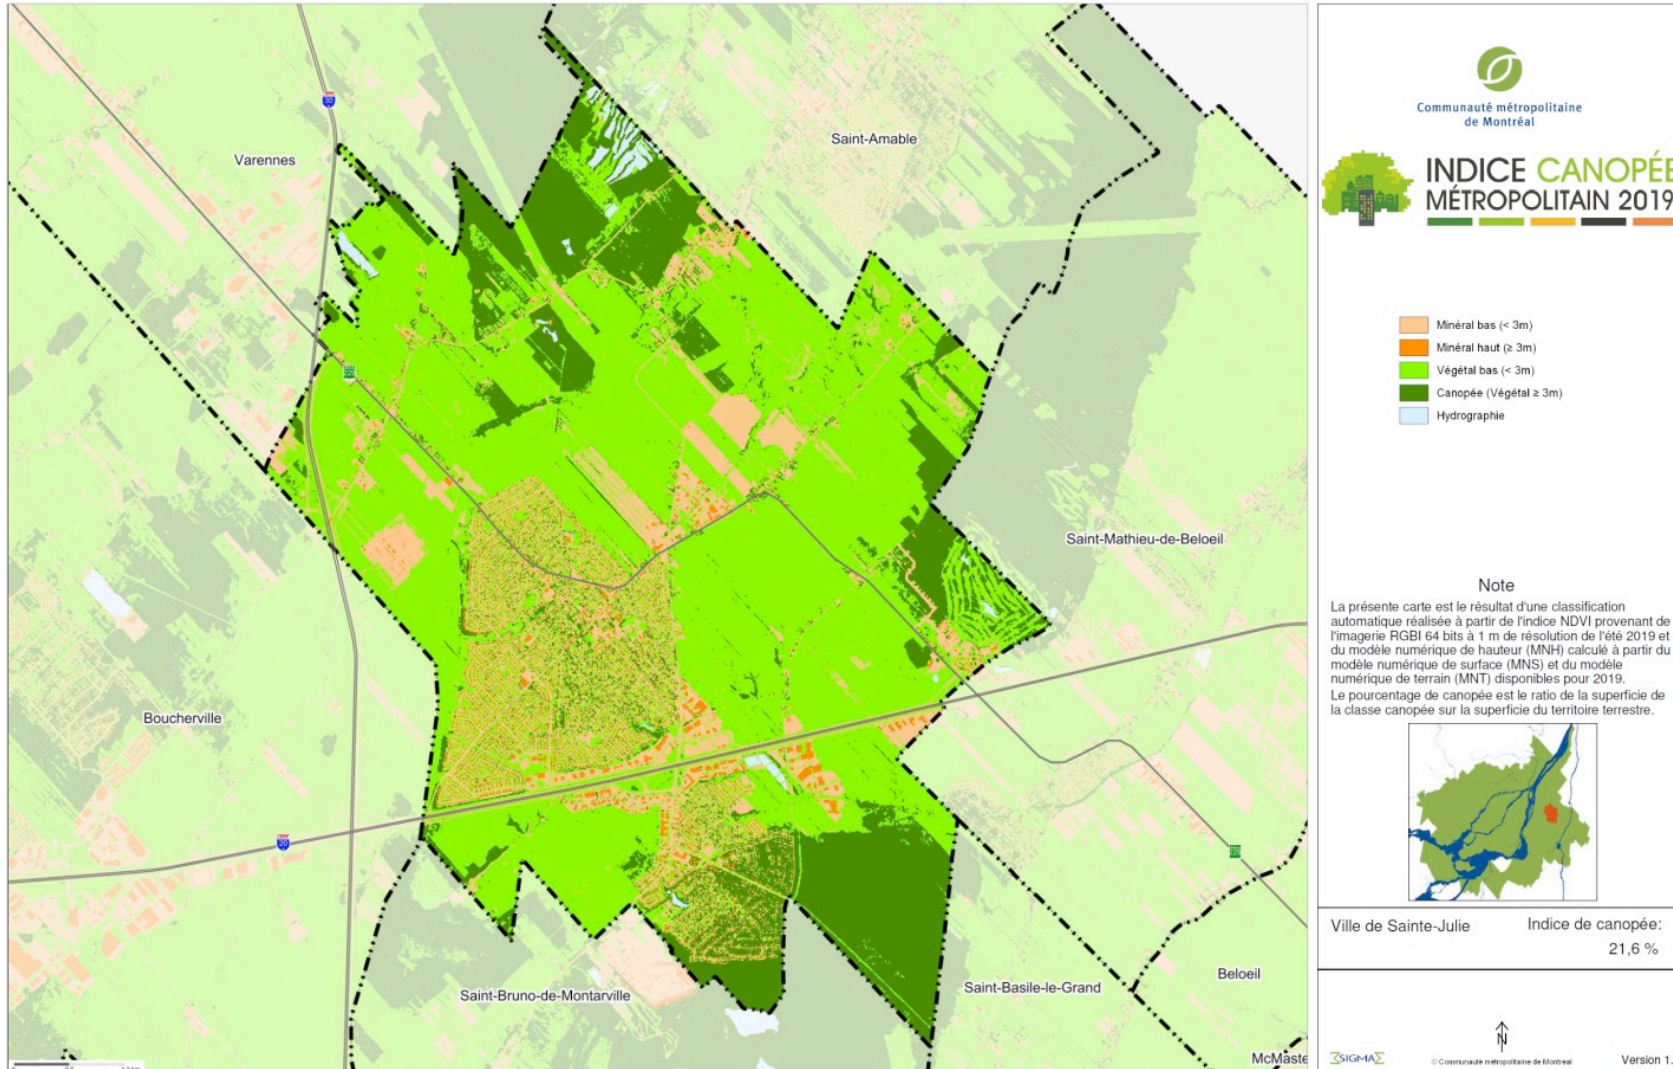 Varennes
Saint-Amable
30
Saint-Mathieu-de-Beloeil
Boucherville
20
Saint-Bruno-de-Montarville
Saint-Basile-le-Grand
Beloeil
McMaste
Communauté métropolitaine
de Montréal
INDICE CANOPÉE
MÉTROPOLITAIN 2019
Minéral bas (< 3m)
Minéral haut (≥ 3m)
Végétal bas (< 3m)
Canopée (Végétal ≥ 3m)
Hydrographie
Note
La présente carte est le résultat d'une classification
automatique réalisée à partir de l'indice NDVI provenant de
l'imagerie RGBI 64 bits à 1 m de résolution de l'été 2019 et
du modèle numérique de hauteur (MNH) calculé à partir du
modèle numérique de surface (MNS) et du modèle
numérique de terrain (MNT) disponibles pour 2019.
Le pourcentage de canopée est le ratio de la superficie de
la classe canopée sur la superficie du territoire terrestre.
Ville de Sainte-Julie
Indice de canopée:
21,6 %
N
SIGMA
© Communauté métropolitaine de Montréal
Version 1.